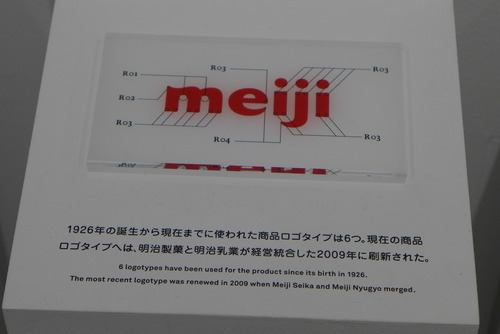 R03 R03
R01
meiji
R02
R03
R04 R03
1926年の誕生から現在までに使われた商品ロゴタイプは6つ。現在の商品
ロゴタイプへは、明治製菓と明治乳業が経営統合した2009年に刷新された。
6 logotypes have been used for the product since its birth in 1926.
The most recent logotype was renewed in 2009 when Meiji Seika and Meiji Nyugyo merged.